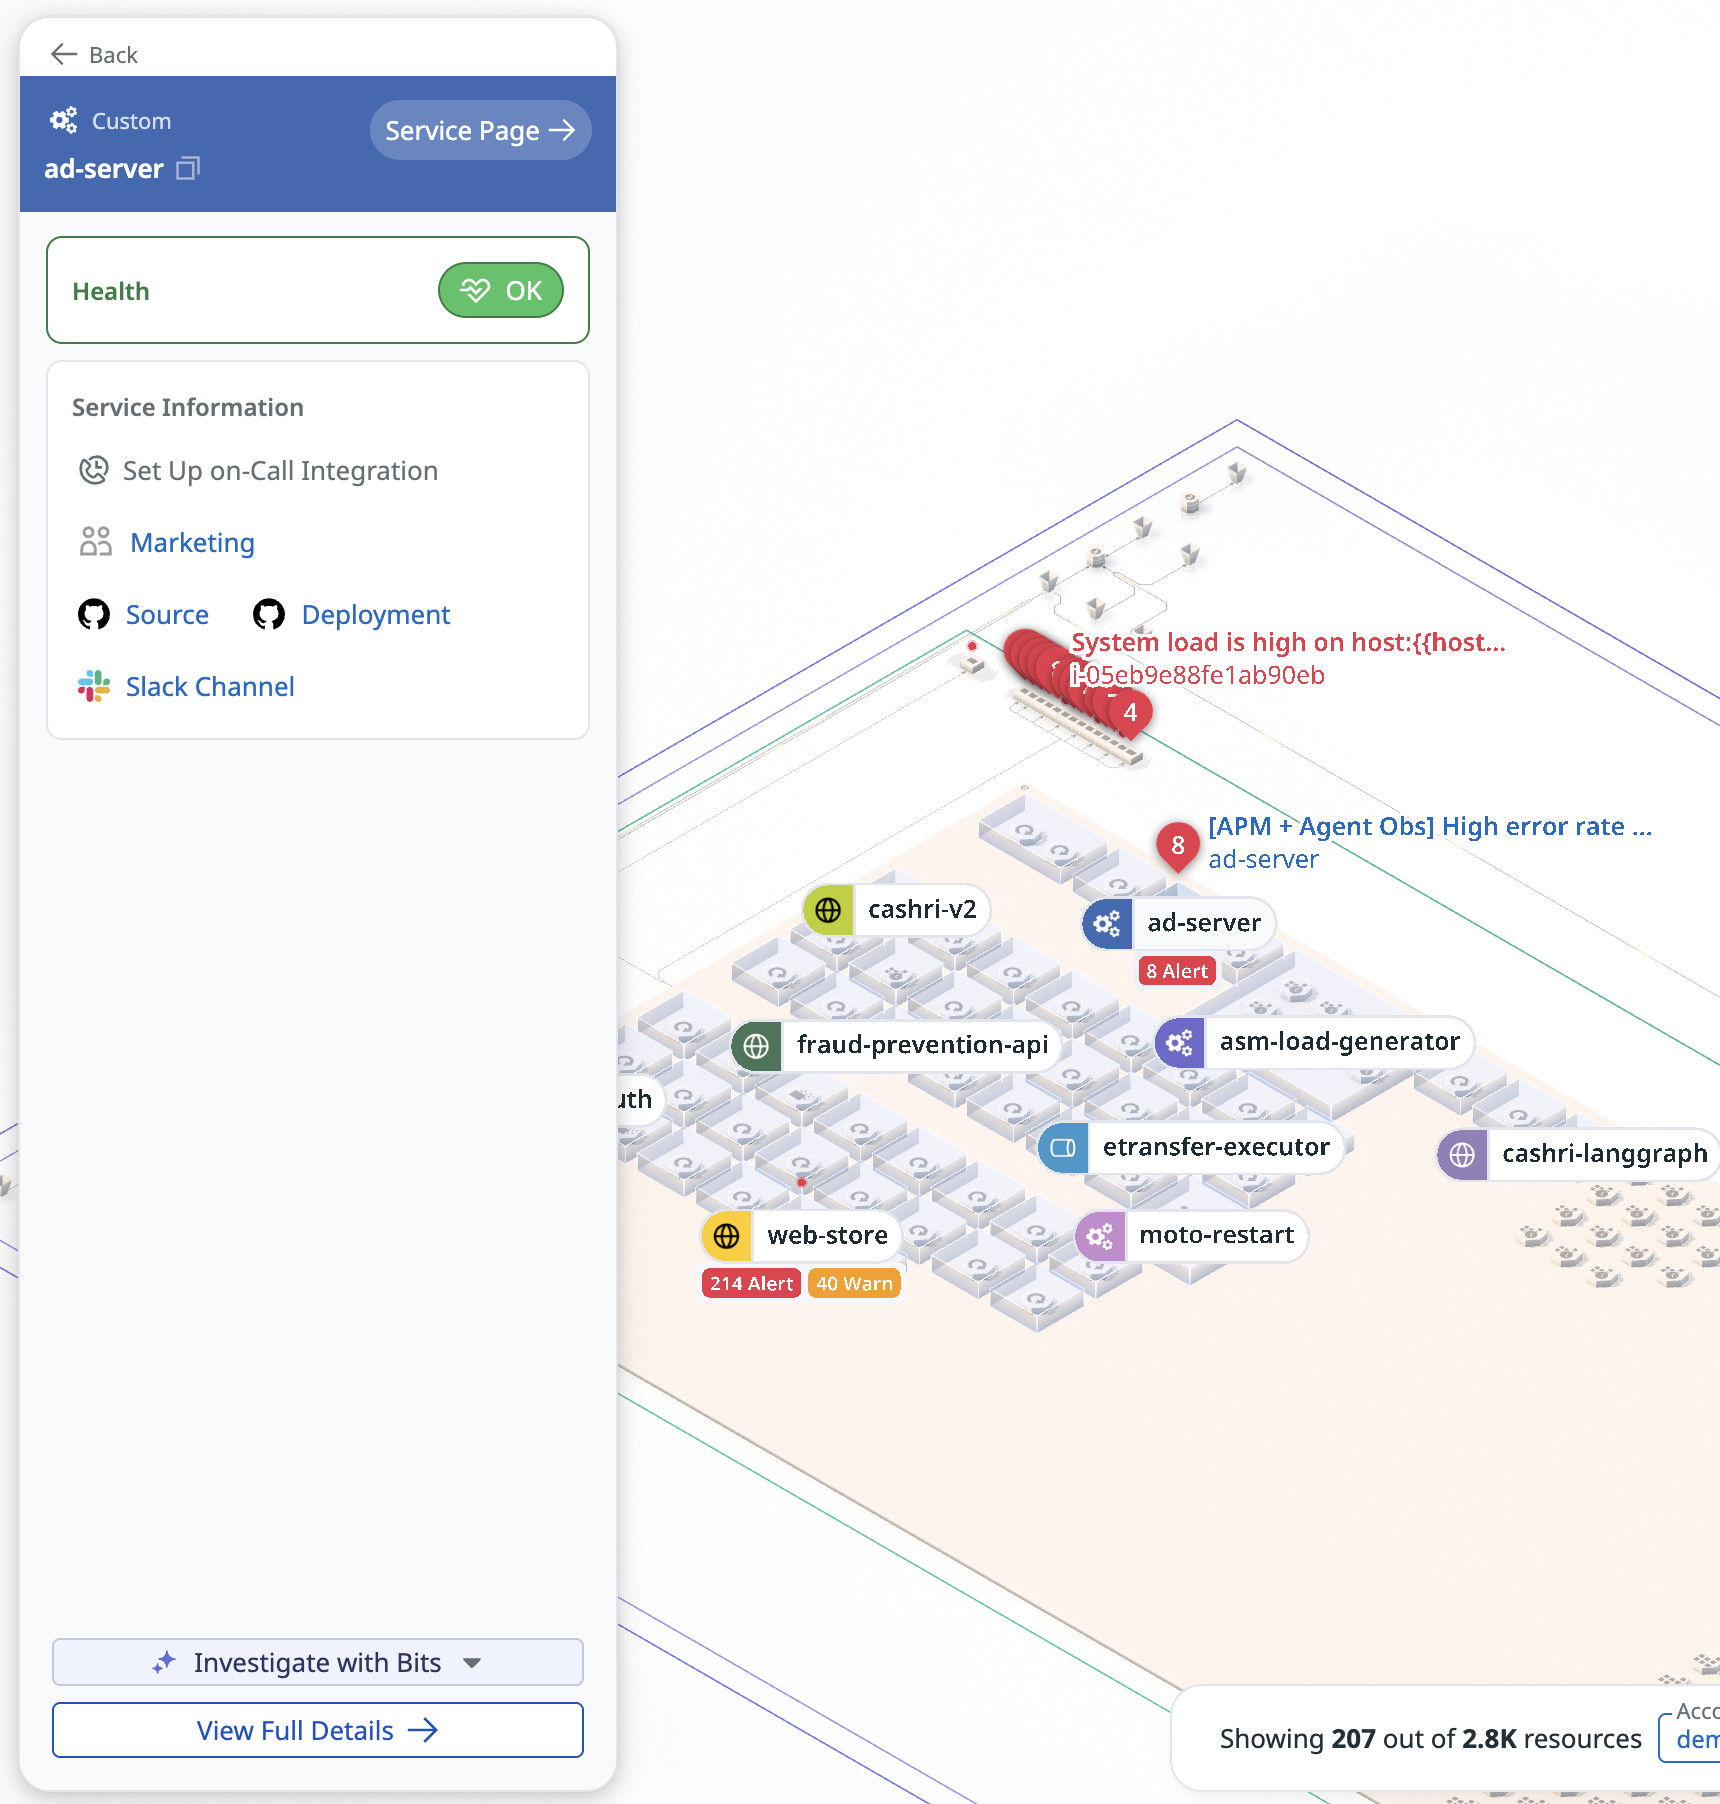 Back
Custom
Service Page
ad-server
Health
OK
Service Information
Set Up on-Call Integration
Marketing
Source
Deployment
Slack Channel
Investigate with Bits
View Full Details
System load is high on host:{{host...
i-05eb9e88fe1ab90eb
4
8
[APM + Agent Obs] High error rate ...
ad-server
cashri-v2
ad-server
8 Alert
fraud-prevention-api
asm-load-generator
uth
etransfer-executor
cashri-langgraph
web-store
214 Alert
40 Warn
moto-restart
Showing 207 out of 2.8K resources
Acco
dem